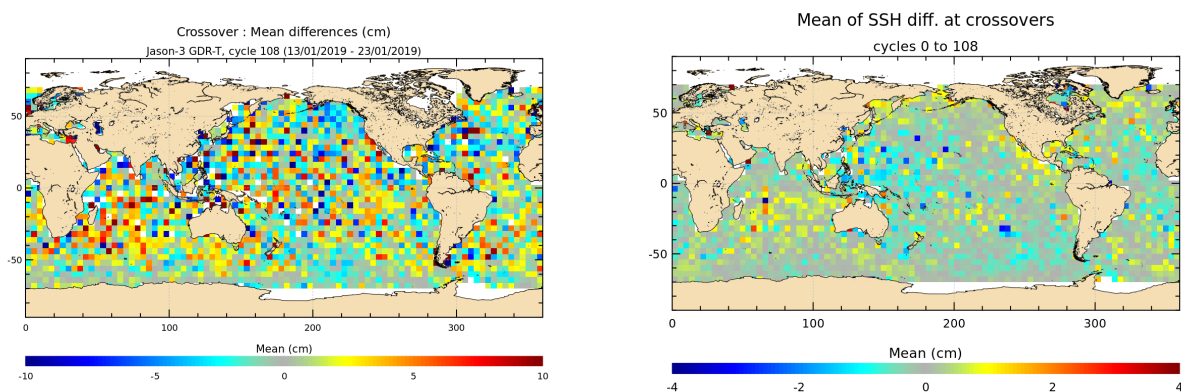 Crossover : Mean differences (cm)
Jason-3 GDR-T, cycle 108 (13/01/2019 - 23/01/2019)
50
0
-50
0 100 200 300
Mean (cm)
-10 -5 0 5 10
Mean of SSH diff. at crossovers
cycles 0 to 108
50
0
-50
0 100 200 300
Mean (cm)
-4 -2 0 2 4